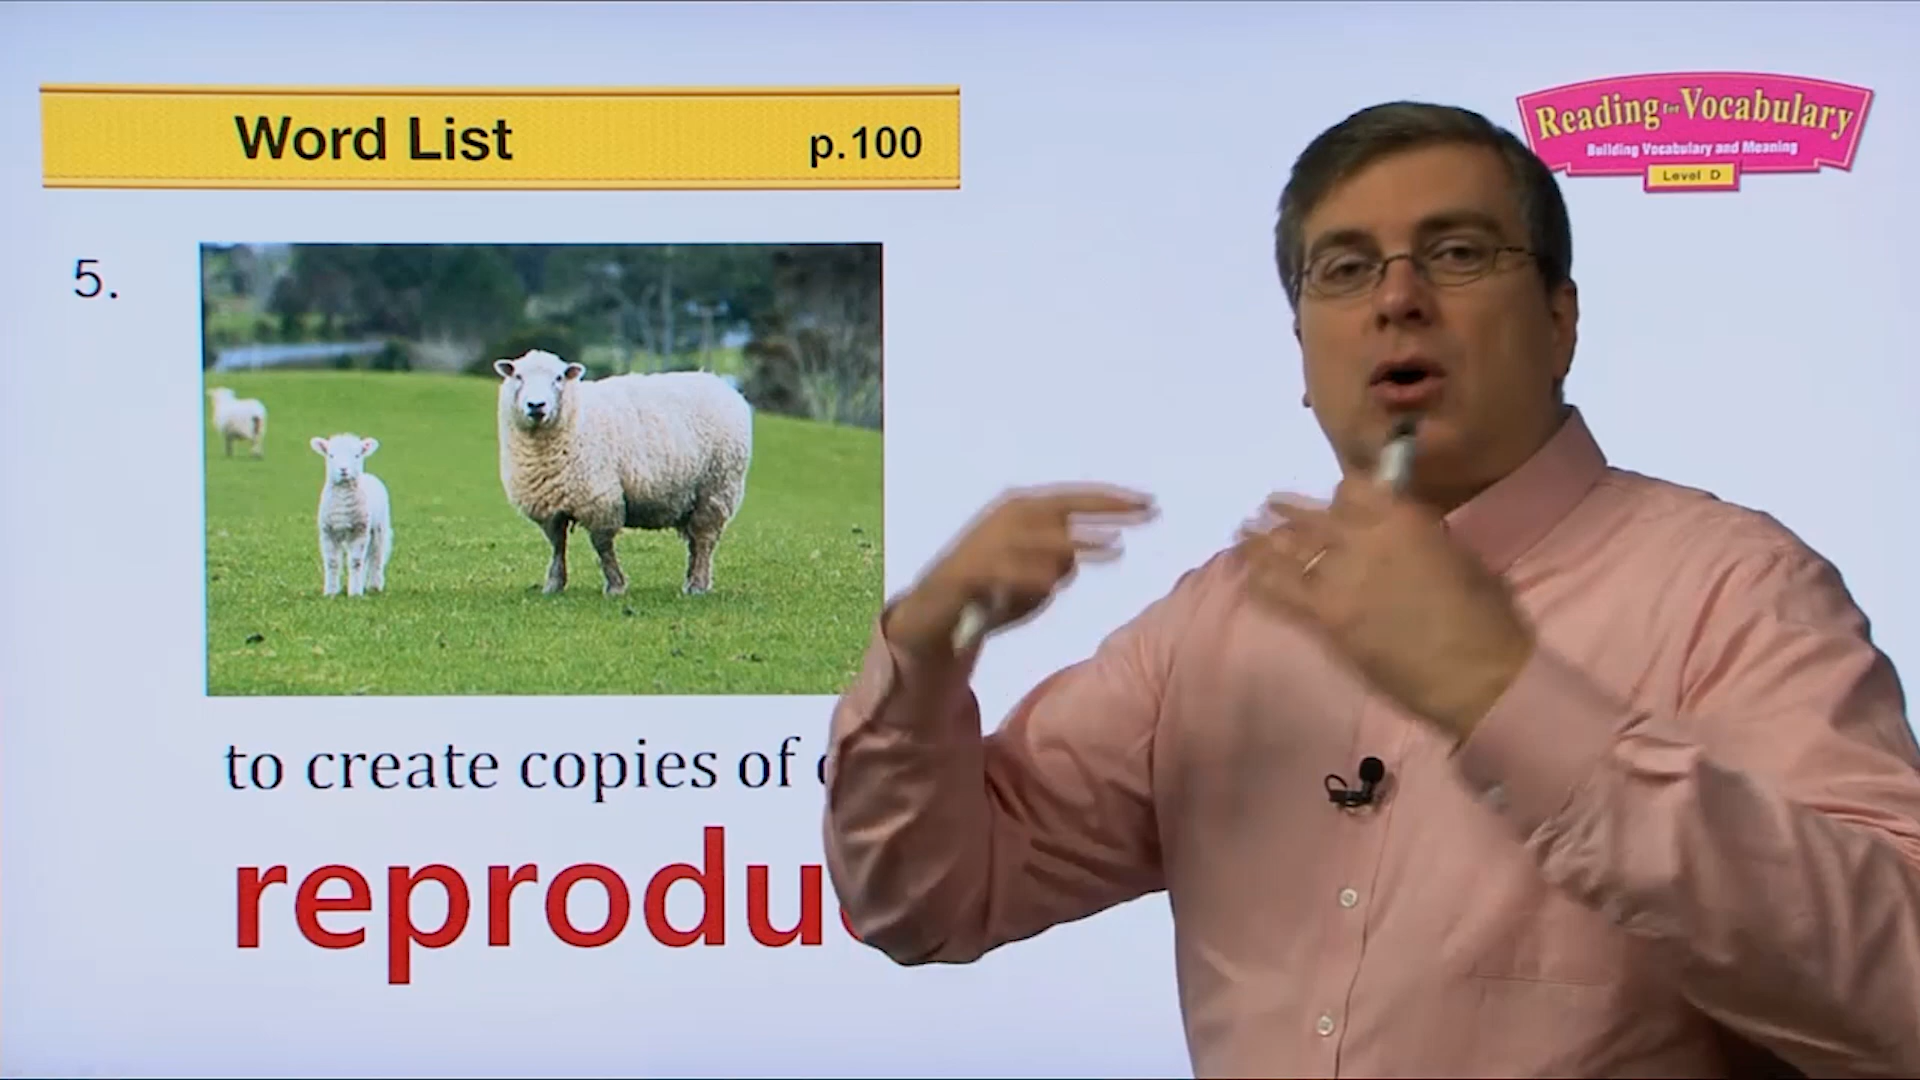 Word List p.100
Reading for Vocabulary
Building Vocabulary and Meaning
Level D
5.
to create copies of
reprodu